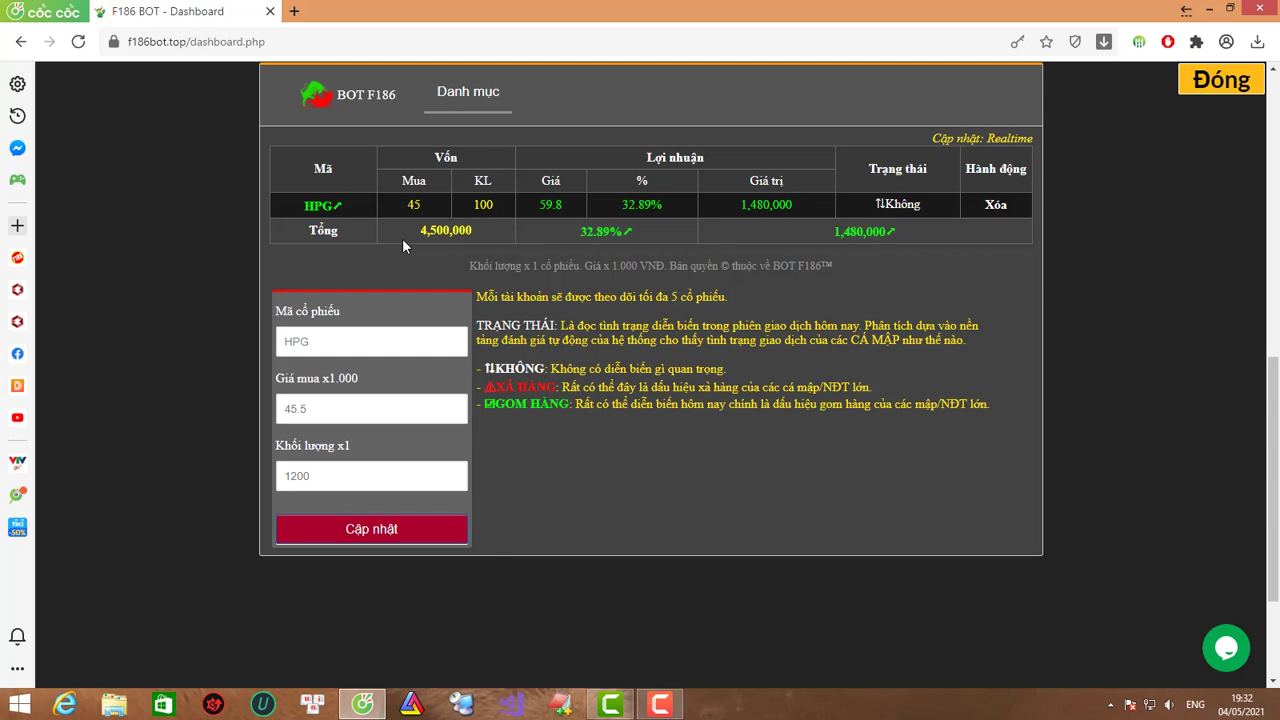 cốc cốc
F186 BOT - Dashboard
f186bot.top/dashboard.php
Đóng
BOT F186
Danh mục
Cập nhật: Realtime
Mã
Vốn
Lợi nhuận
Trạng thái
Hành động
Mua
KL
Giá
%
Giá trị
HPG⤤
45
100
59.8
32.89%
1,480,000
⇅Không
Xóa
Tổng
4,500,000
32.89%⤤
1,480,000⤤
Khối lượng x 1 cổ phiếu. Giá x 1.000 VNĐ. Bản quyền © thuộc về BOT F186™
Mã cổ phiếu
HPG
Giá mua x1.000
45.5
Khối lượng x1
1200
Cập nhật
Mỗi tài khoản sẽ được theo dõi tối đa 5 cổ phiếu.
TRẠNG THÁI: Là đọc tình trạng diễn biến trong phiên giao dịch hôm nay. Phân tích dựa vào nền
tảng đánh giá tự động của hệ thống cho thấy tình trạng giao dịch của các CÁ MẬP như thế nào.
- ⇅KHÔNG: Không có diễn biến gì quan trọng.
- ⚠XẢ HÀNG: Rất có thể đây là dấu hiệu xả hàng của các cá mập/NĐT lớn.
- ☑GOM HÀNG: Rất có thể diễn biến hôm nay chính là dấu hiệu gom hàng của các mập/NĐT lớn.
VTV
go
TIKI
-50%
ENG
19:32
04/05/2021